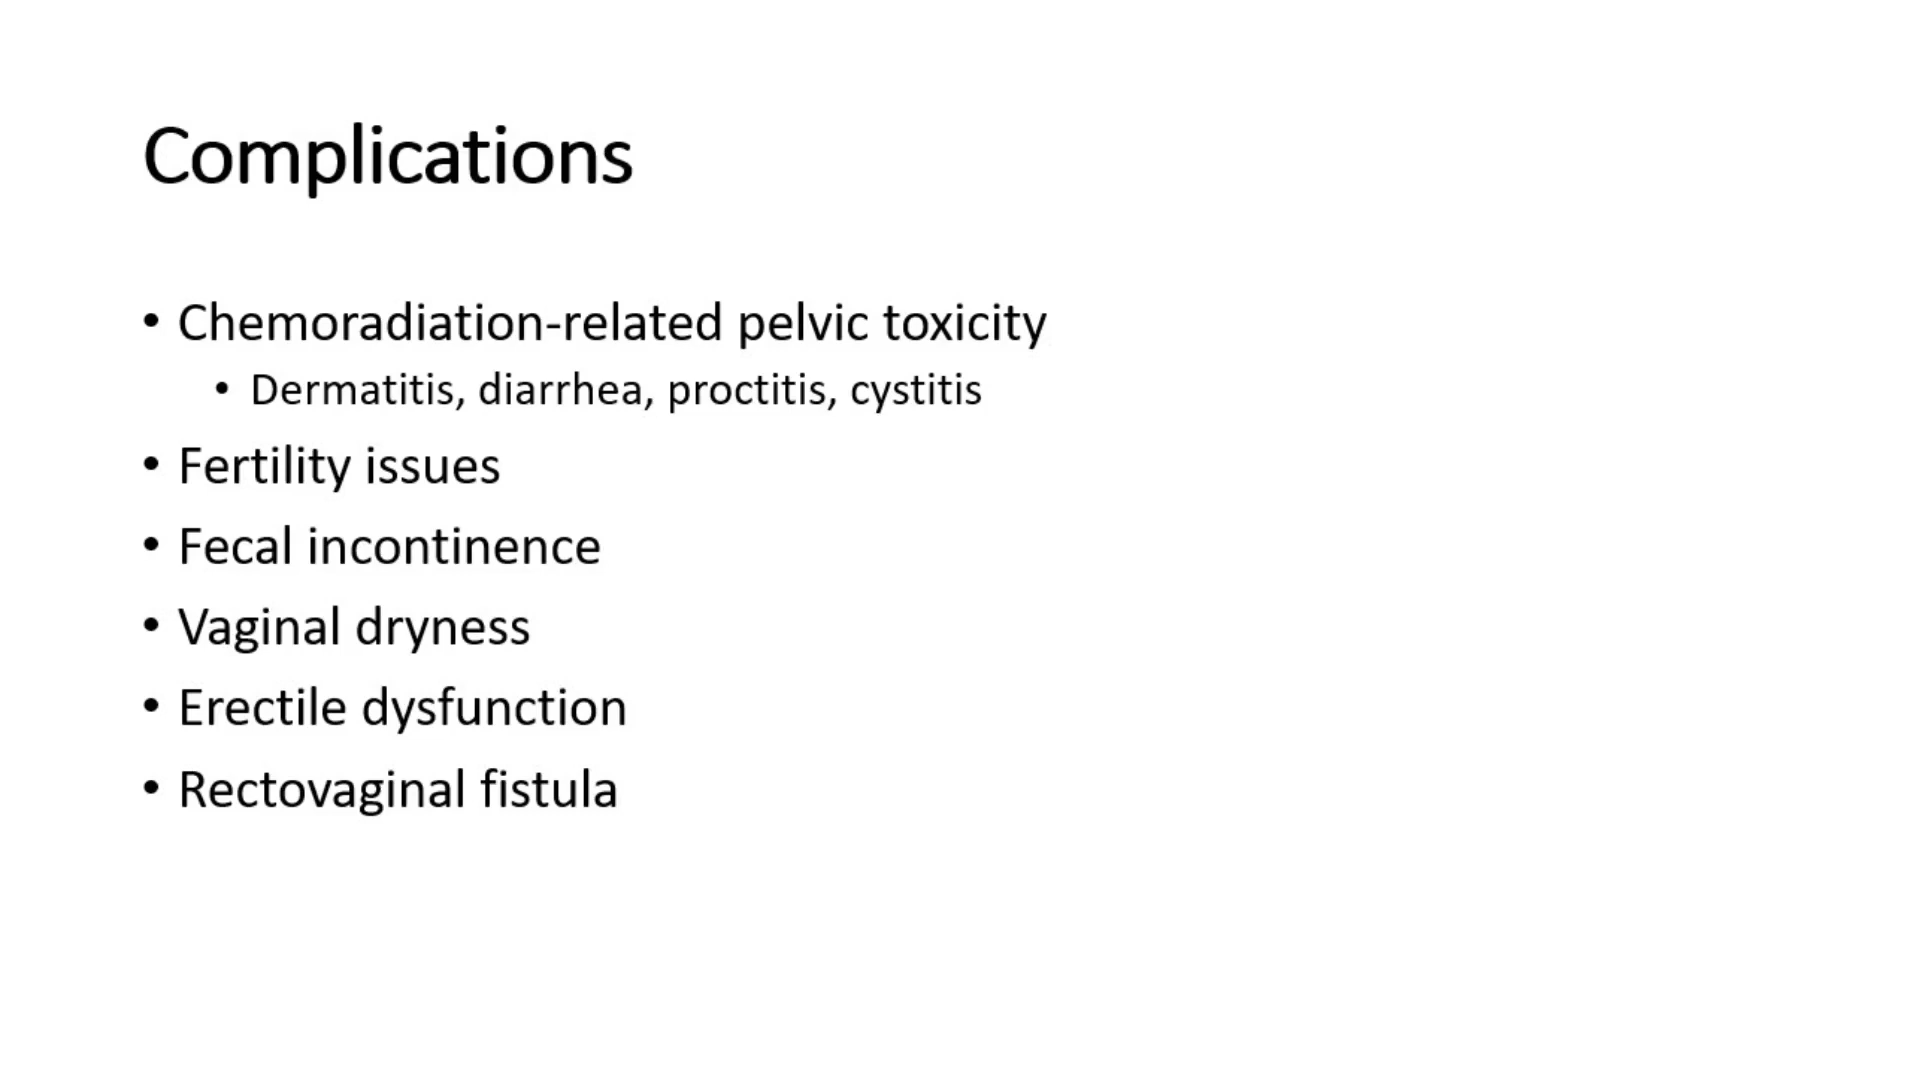 Complications
• Chemoradiation-related pelvic toxicity
• Dermatitis, diarrhea, proctitis, cystitis
• Fertility issues
• Fecal incontinence
• Vaginal dryness
• Erectile dysfunction
• Rectovaginal fistula